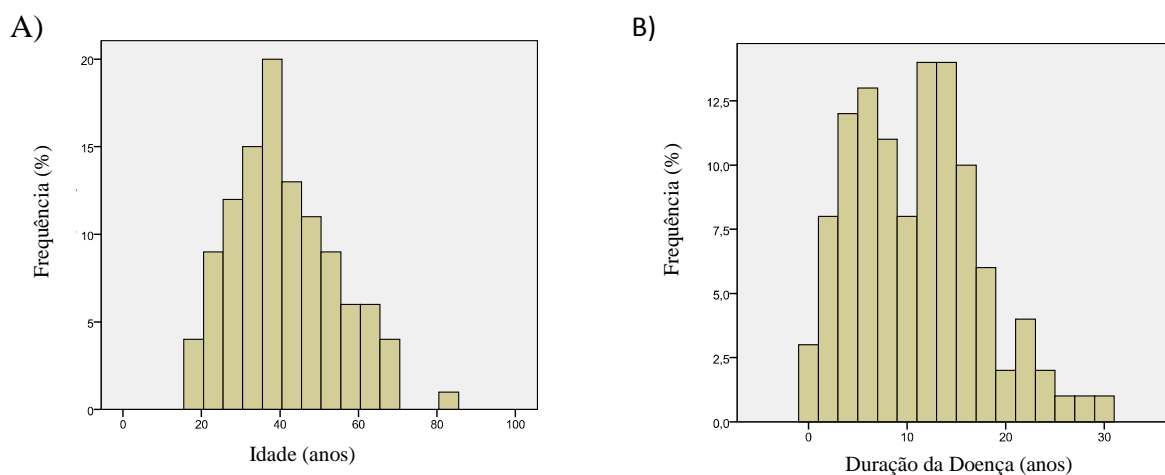 A)
20
15
10
5
0
Frequência (%)
0 20 40 60 80 100
Idade (anos)
B)
12,5
10,0
7,5
5,0
2,5
0,0
Frequência (%)
0 10 20 30
Duração da Doença (anos)